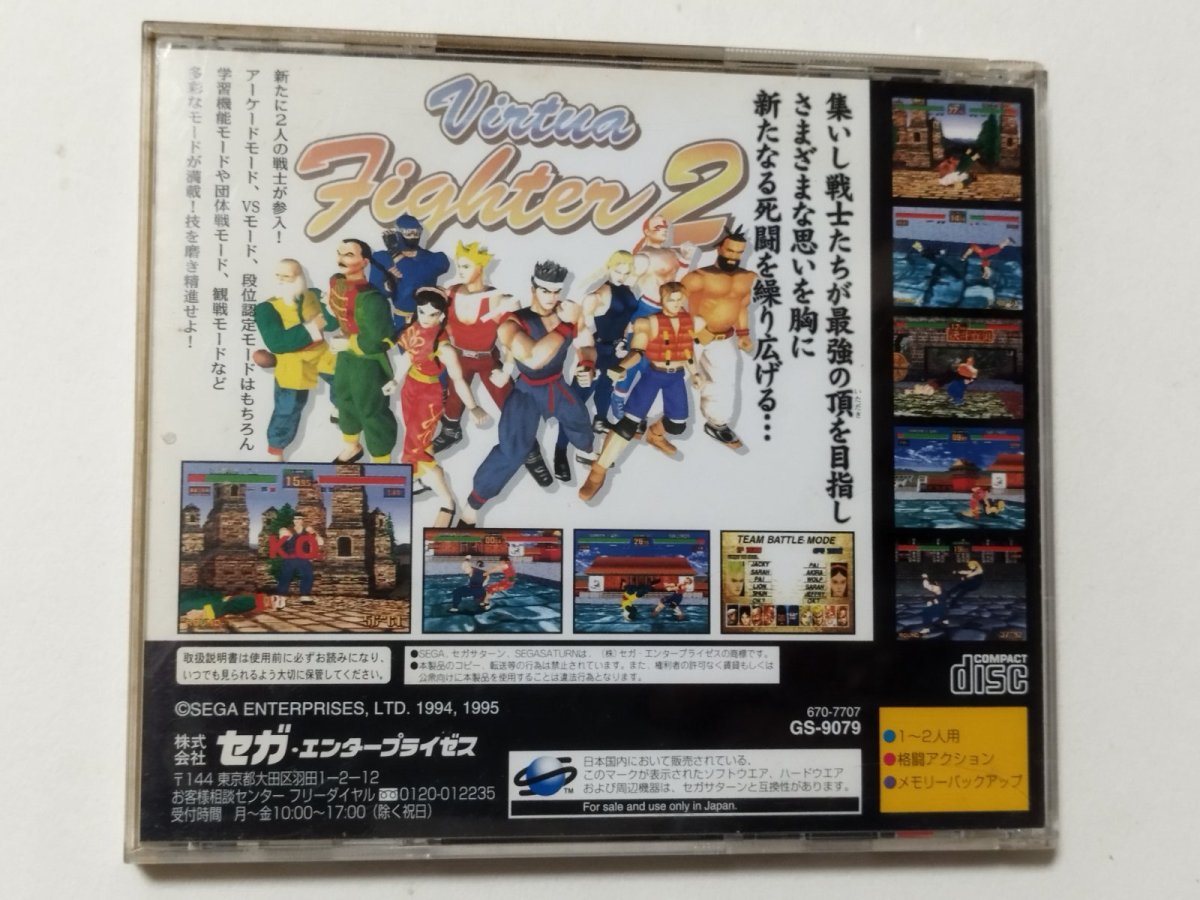 Virtua
Fighter 2
集いし戦士たちが最強の頂を目指し
いただき
さまざまな思いを胸に
新たなる死闘を繰り広げる…
新たに2人の戦士が参入!
アーケードモード、VSモード、段位認定モードはもちろん
学習機能モードや団体戦モード、観戦モードなど
多彩なモードが満載!技を磨き精進せよ!
K.O.
TEAM BATTLE MODE
JACKY
SARAH
PAI
LION
SHUN
PAI
AKIRA
WOLF
SARAH
JEFFRY
取扱説明書は使用前に必ずお読みになり、
いつでも見られるよう大切に保管してください。
●SEGA、セガサターン、SEGASATURNは、(株)セガ・エンタープライゼスの商標です。
●本製品のコピー、転送等の行為は禁止されています。また、権利者の許可なく賃貸もしくは
公衆向けに本製品を使用することは違法行為となります。
COMPACT
disc
©SEGA ENTERPRISES, LTD. 1994, 1995
670-7707
GS-9079
株式会社 セガ・エンタープライゼス
〒144 東京都大田区羽田1-2-12
お客様相談センター フリーダイヤル 0120-012235
受付時間 月~金10:00~17:00(除く祝日)
TM
日本国内において販売されている、
このマークが表示されたソフトウエア、ハードウエア
および周辺機器は、セガサターンと互換性があります。
For sale and use only in Japan.
●1~2人用
●格闘アクション
●メモリーバックアップ